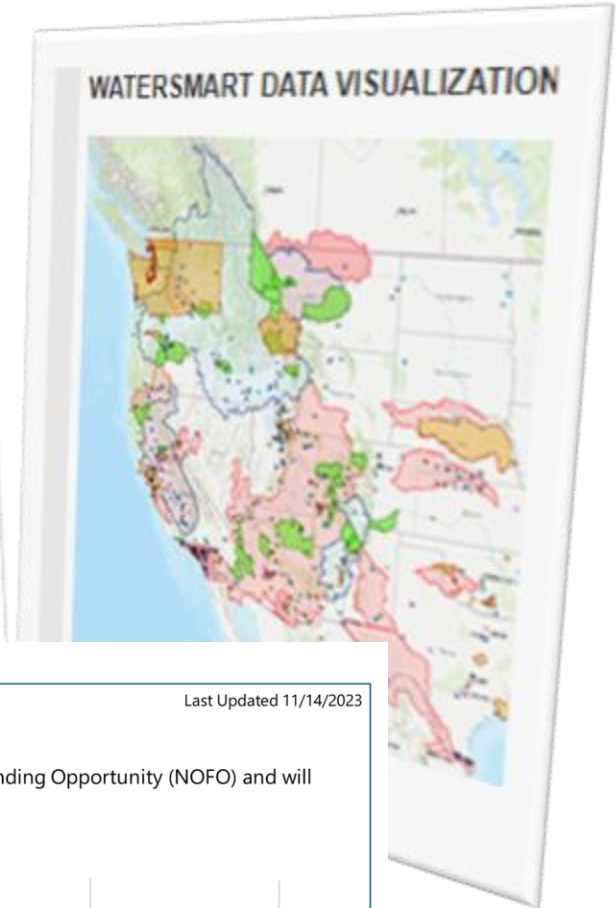 WATERSMART DATA VISUALIZATION
Last Updated 11/14/2023
nding Opportunity (NOFO) and will